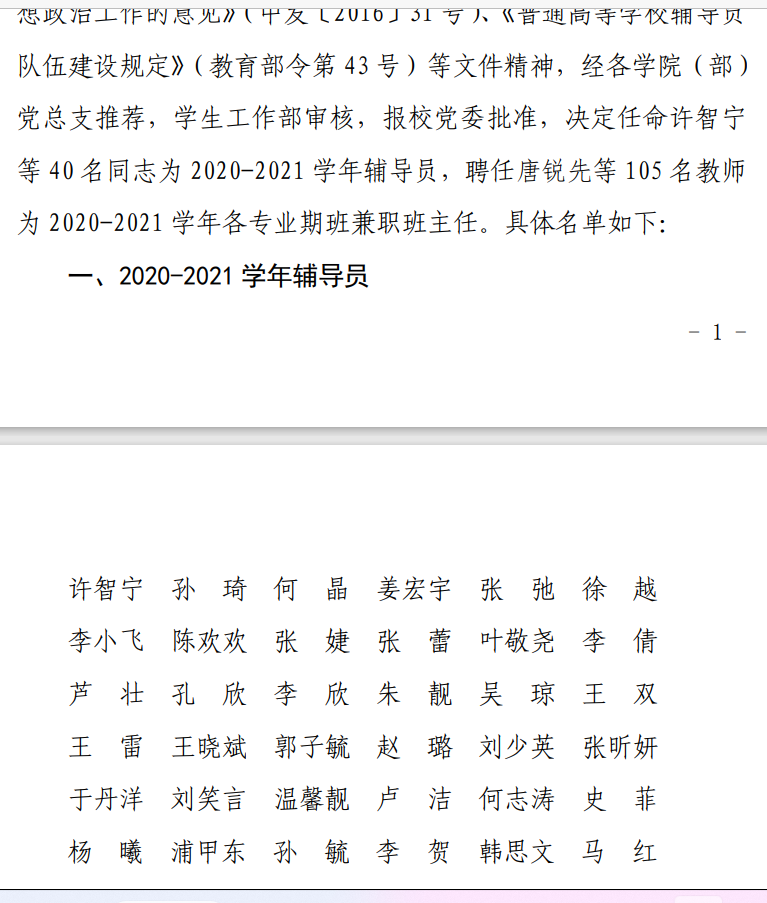 想政治工作的意见》（中发〔2016〕31 号）、《普通高等学校辅导员
队伍建设规定》（教育部令第 43 号）等文件精神，经各学院（部）
党总支推荐，学生工作部审核，报校党委批准，决定任命许智宁
等 40 名同志为 2020-2021 学年辅导员，聘任唐锐先等 105 名教师
为 2020-2021 学年各专业期班兼职班主任。具体名单如下：
一、2020-2021 学年辅导员
- 1 -
许智宁 孙　琦 何　晶 姜宏宇 张　弛 徐　越
李小飞 陈欢欢 张　婕 张　蕾 叶敬尧 李　倩
芦　壮 孔　欣 李　欣 朱　靓 吴　琼 王　双
王　雷 王晓斌 郭子毓 赵　璐 刘少英 张昕妍
于丹洋 刘笑言 温馨靓 卢　洁 何志涛 史　菲
杨　曦 浦甲东 孙　毓 李　贺 韩思文 马　红